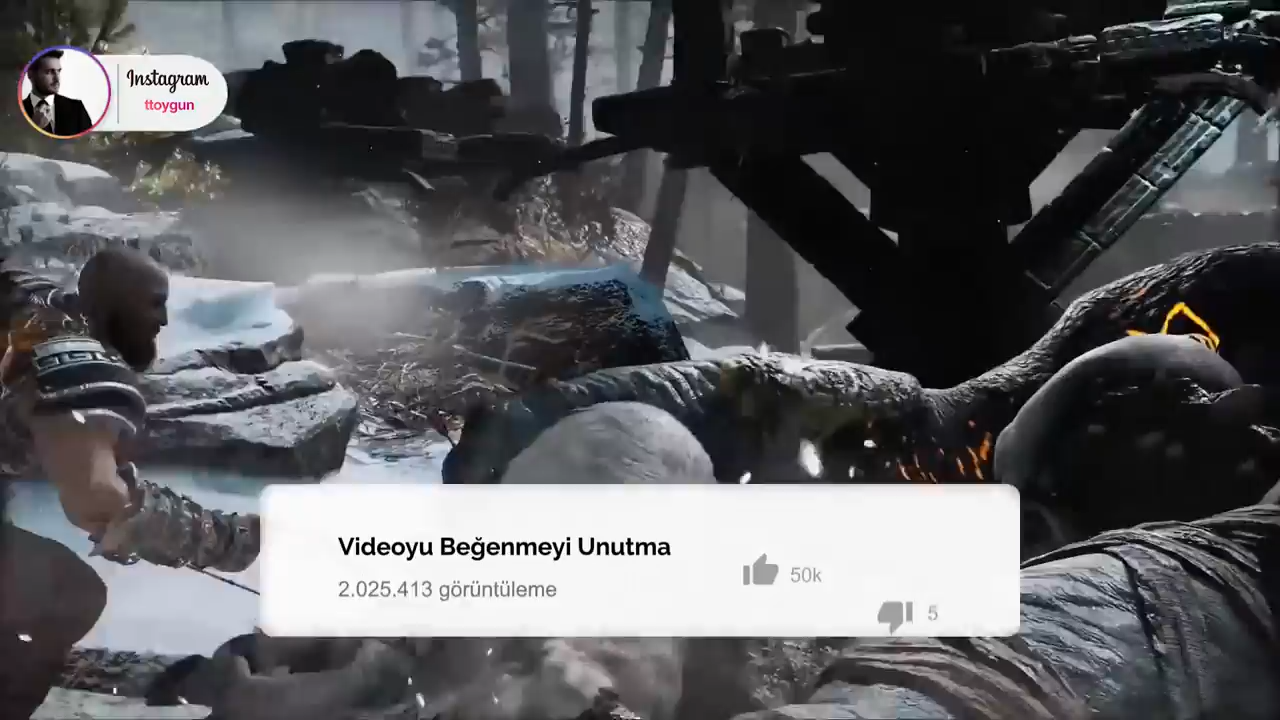 Instagram
ttoygun
Videoyu Beğenmeyi Unutma
2.025.413 görüntüleme
50k
5